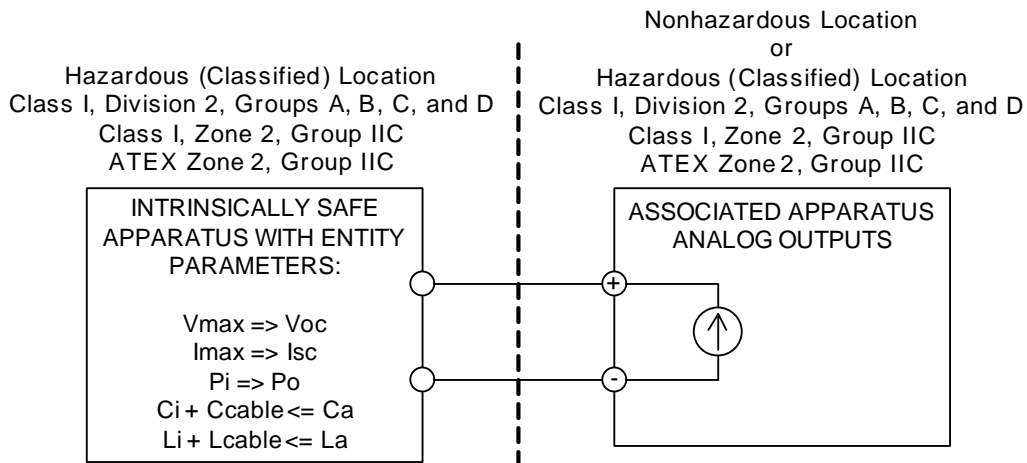 Nonhazardous Location
or
Hazardous (Classified) Location
Class I, Division 2, Groups A, B, C, and D
Class I, Zone 2, Group IIC
ATEX Zone 2, Group IIC
Hazardous (Classified) Location
Class I, Division 2, Groups A, B, C, and D
Class I, Zone 2, Group IIC
ATEX Zone 2, Group IIC
INTRINSICALLY SAFE
APPARATUS WITH ENTITY
PARAMETERS:
Vmax => Voc
Imax => Isc
Pi => Po
Ci + Ccable <= Ca
Li + Lcable <= La
ASSOCIATED APPARATUS
ANALOG OUTPUTS
+
-